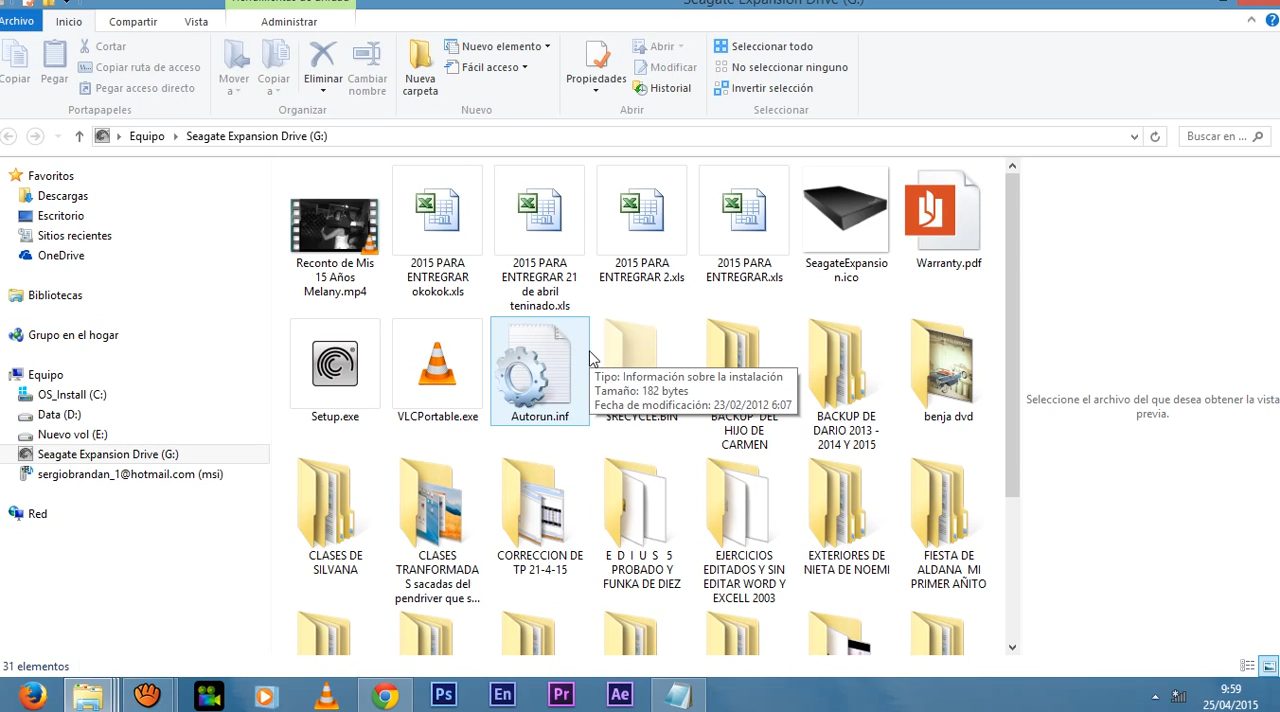 Herramientas de unidad
Seagate Expansion Drive (G:)
Archivo
Inicio
Compartir
Vista
Administrar
Copiar
Pegar
Cortar
Copiar ruta de acceso
Pegar acceso directo
Portapapeles
Mover
a
Copiar
a
Eliminar
Cambiar
nombre
Organizar
Nueva
carpeta
Nuevo elemento
Fácil acceso
Nuevo
Propiedades
Abrir
Modificar
Historial
Abrir
Seleccionar todo
No seleccionar ninguno
Invertir selección
Seleccionar
Equipo
Seagate Expansion Drive (G:)
Buscar en ...
Favoritos
Descargas
Escritorio
Sitios recientes
OneDrive
Bibliotecas
Grupo en el hogar
Equipo
OS_Install (C:)
Data (D:)
Nuevo vol (E:)
Seagate Expansion Drive (G:)
sergiobrandan_1@hotmail.com (msi)
Red
Reconto de Mis
15 Años
Melany.mp4
2015 PARA
ENTREGRAR
okokok.xls
2015 PARA
ENTREGRAR 21
de abril
teninado.xls
2015 PARA
ENTREGRAR 2.xls
2015 PARA
ENTREGRAR.xls
SeagateExpansio
n.ico
Warranty.pdf
Setup.exe
VLCPortable.exe
Autorun.inf
Tipo: Información sobre la instalación
Tamaño: 182 bytes
Fecha de modificación: 23/02/2012 6:07
$RECYCLE.BIN
BACKUP DEL
HIJO DE
CARMEN
BACKUP DE
DARIO 2013 -
2014 Y 2015
benja dvd
Seleccione el archivo del que desea obtener la vista
previa.
CLASES DE
SILVANA
CLASES
TRANFORMADA
S sacadas del
pendriver que s...
CORRECCION DE
TP 21-4-15
E D I U S 5
PROBADO Y
FUNKA DE DIEZ
EJERCICIOS
EDITADOS Y SIN
EDITAR WORD Y
EXCELL 2003
EXTERIORES DE
NIETA DE NOEMI
FIESTA DE
ALDANA MI
PRIMER AÑITO
31 elementos
Ps
En
Pr
Ae
9:59
25/04/2015